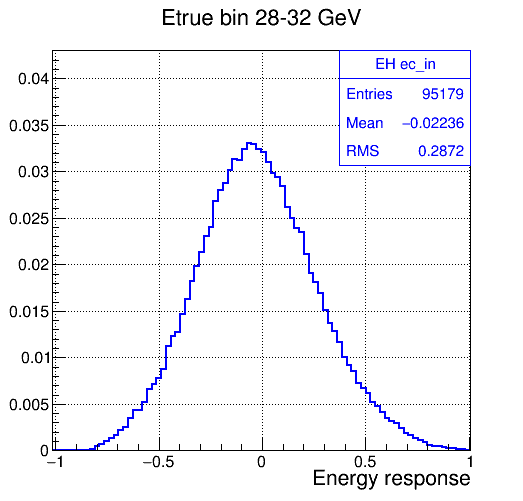 Etrue bin 28-32 GeV
EH ec_in
Entries 95179
Mean −0.02236
RMS 0.2872
0.04
0.035
0.03
0.025
0.02
0.015
0.01
0.005
0
−1 −0.5 0 0.5 1
Energy response